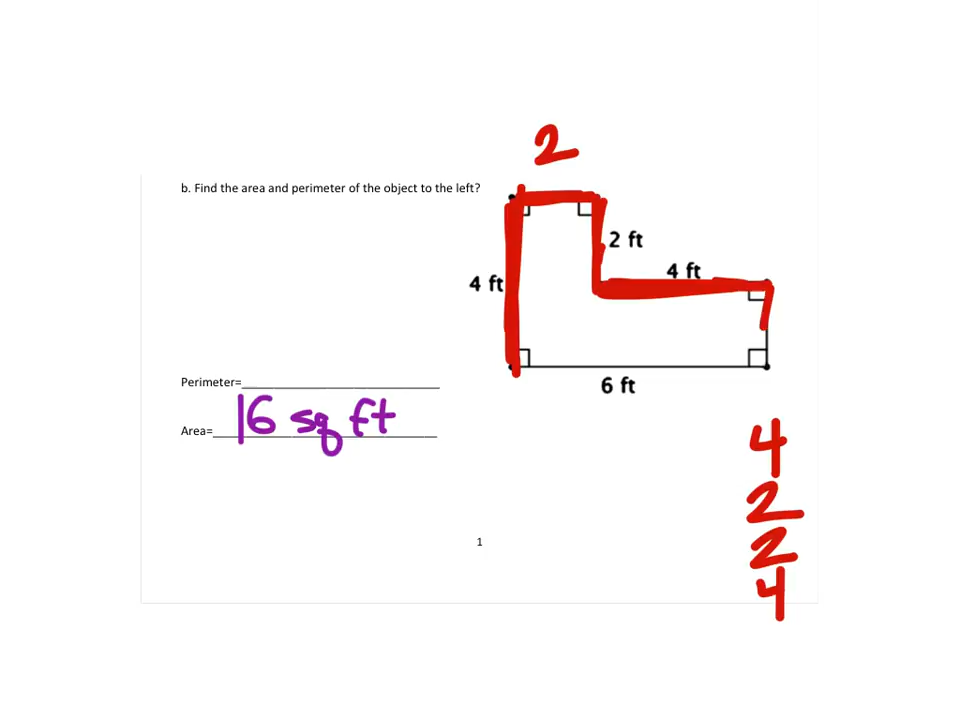 2
b. Find the area and perimeter of the object to the left?
2 ft
4 ft
4 ft
Perimeter=
6 ft
16 sq ft
Area=
4
2
2
4
1